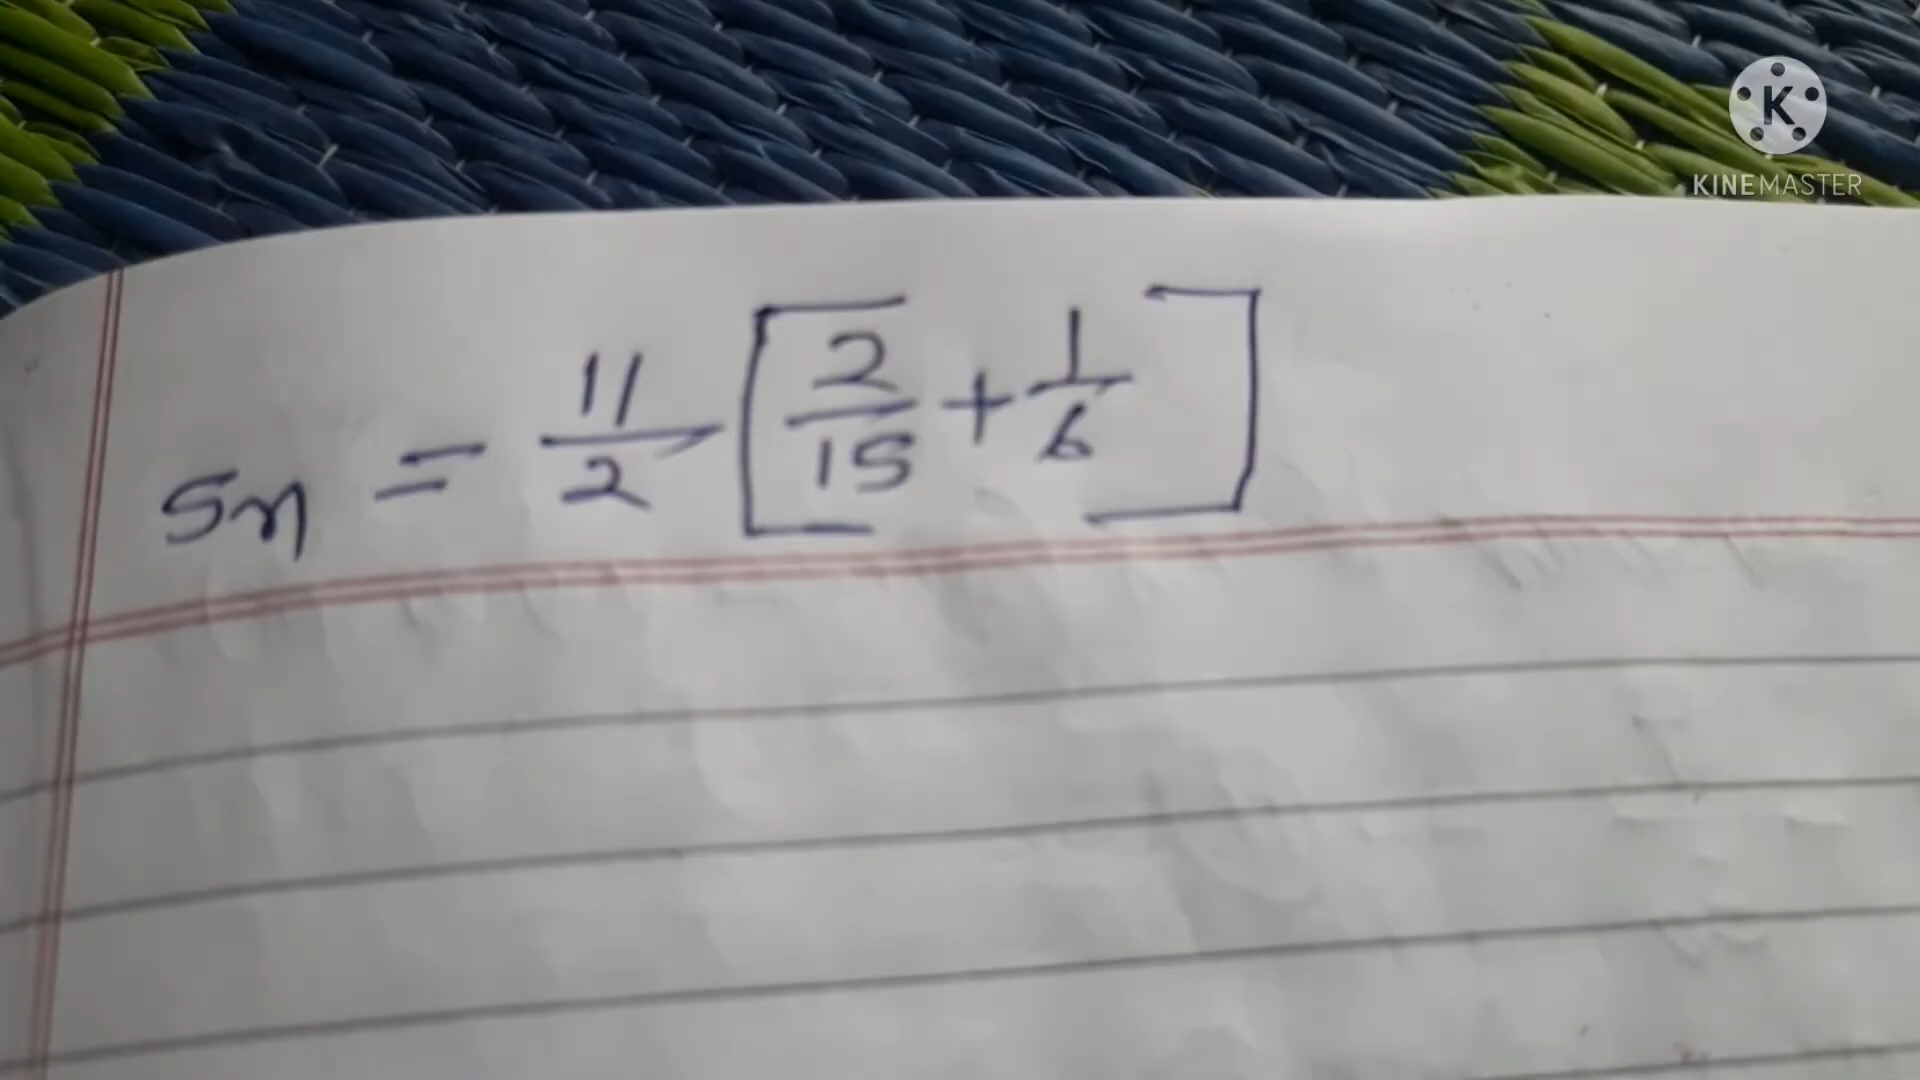 K
KINEMASTER
Sn = 11/2 [2/15 + 1/6]